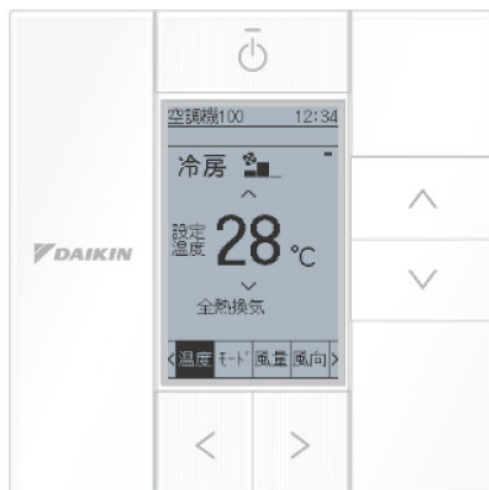 空調機100 12:34
冷房
設定
温度 28 ℃
全熱換気
温度 モード 風量 風向
DAIKIN